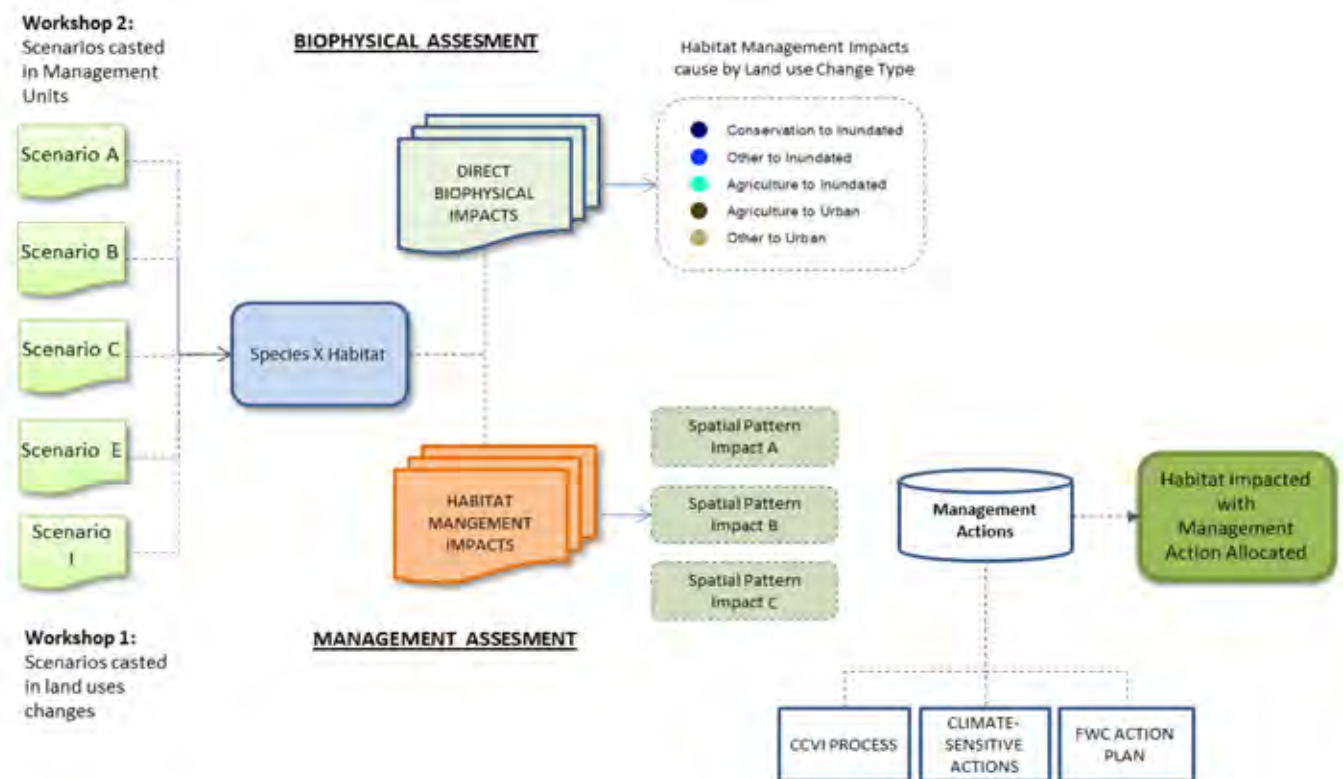 Workshop 2:
Scenarios casted
in Management
Units
Scenario A
Scenario B
Scenario C
Scenario E
Scenario
I
Workshop 1:
Scenarios casted
in land uses
changes
BIOPHYSICAL ASSESMENT
Species X Habitat
DIRECT
BIOPHYSICAL
IMPACTS
Habitat Management Impacts
cause by Land use Change Type
Conservation to Inundated
Other to Inundated
Agriculture to Inundated
Agriculture to Urban
Other to Urban
HABITAT
MANGEMENT
IMPACTS
MANAGEMENT ASSESMENT
Spatial Pattern
Impact A
Spatial Pattern
Impact B
Spatial Pattern
Impact C
Management
Actions
Habitat Impacted
with
Management
Action Allocated
CCVI PROCESS
CLIMATE-
SENSITIVE
ACTIONS
FWC ACTION
PLAN